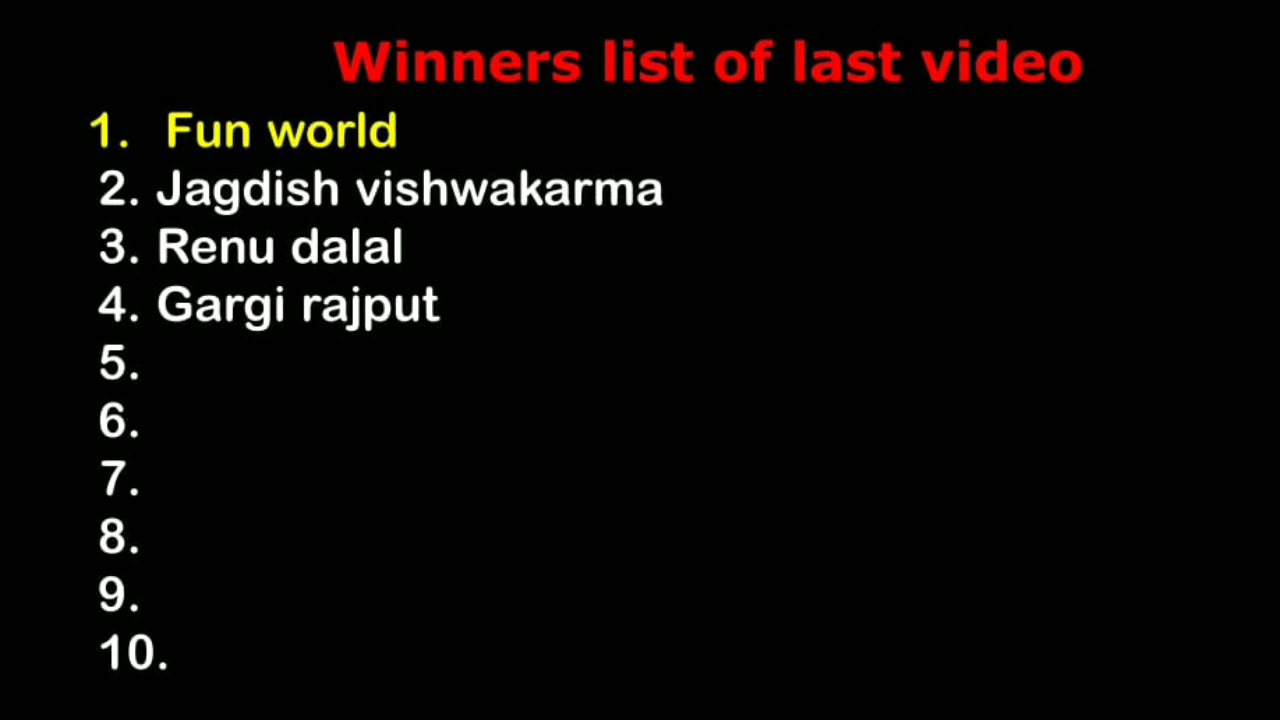 Winners list of last video
1. Fun world
2. Jagdish vishwakarma
3. Renu dalal
4. Gargi rajput
5.
6.
7.
8.
9.
10.